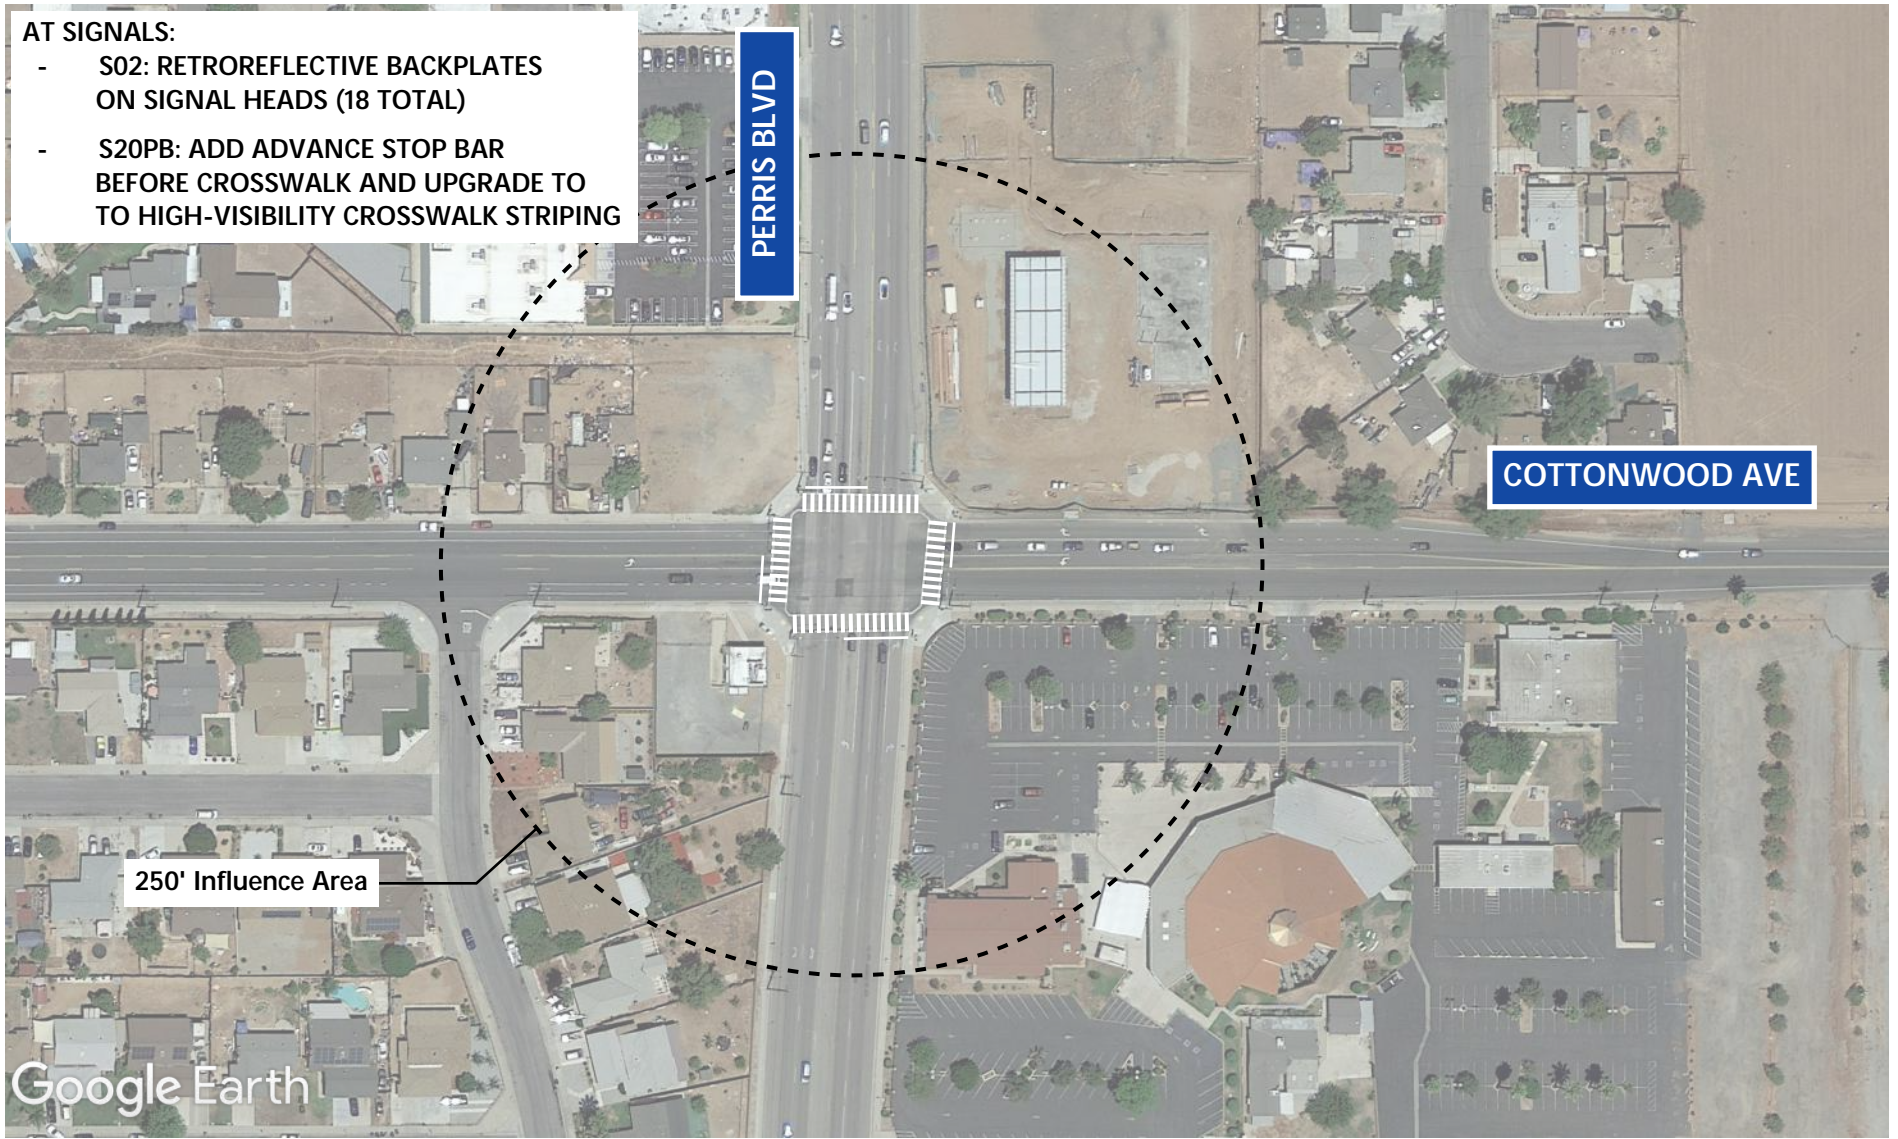 AT SIGNALS:
- S02: RETROREFLECTIVE BACKPLATES
ON SIGNAL HEADS (18 TOTAL)
- S20PB: ADD ADVANCE STOP BAR
BEFORE CROSSWALK AND UPGRADE TO
TO HIGH-VISIBILITY CROSSWALK STRIPING
PERRIS BLVD
COTTONWOOD AVE
250' Influence Area
Google Earth